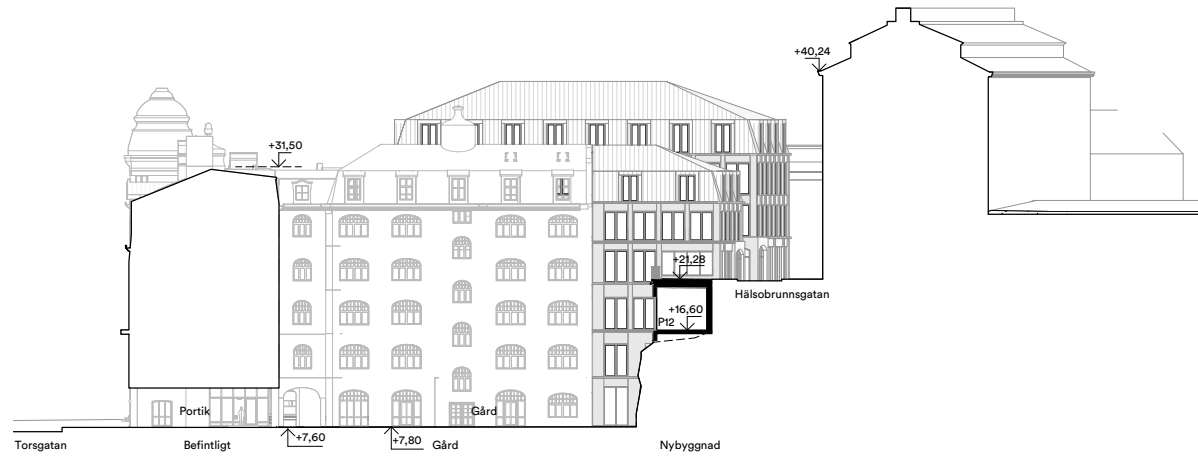 +40,24
+31,50
+21,28
Hälsobrunnsgatan
+16,60
P12
Portik
Gård
Torsgatan
Befintligt
+7,60
+7,80
Gård
Nybyggnad